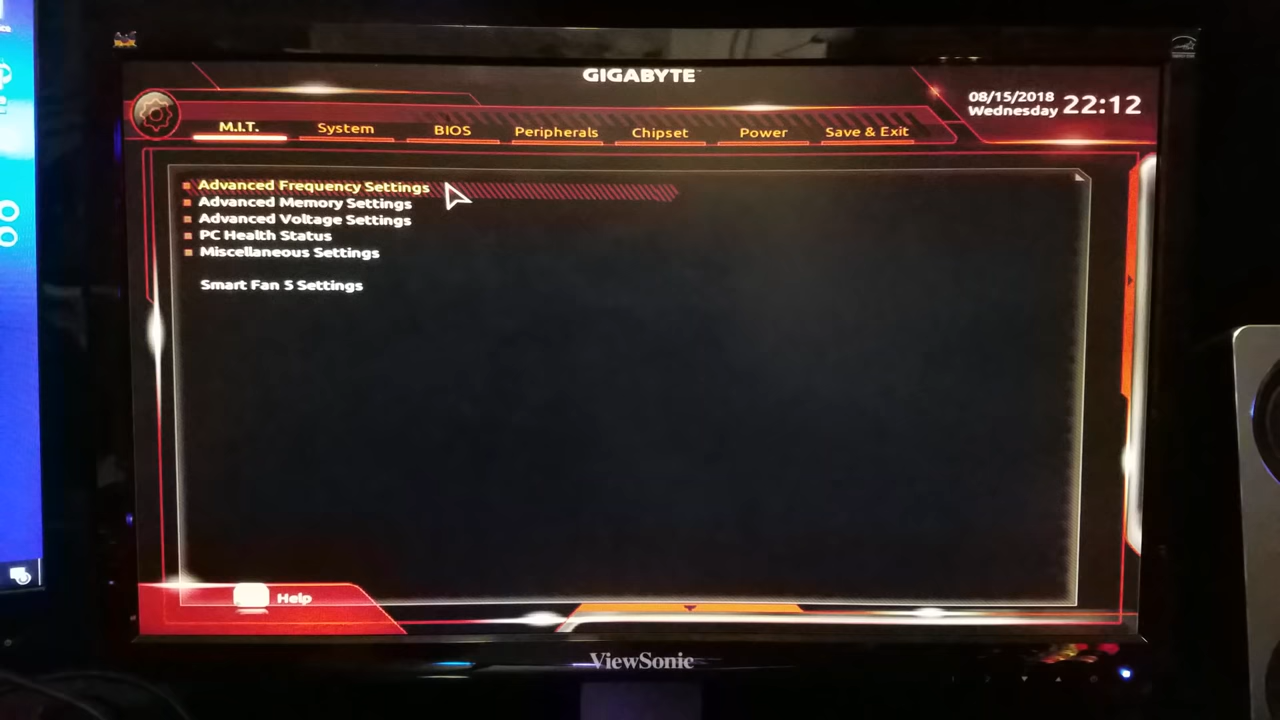 GIGABYTE
08/15/2018
Wednesday 22:12
M.I.T. System BIOS Peripherals Chipset Power Save & Exit
Advanced Frequency Settings
Advanced Memory Settings
Advanced Voltage Settings
PC Health Status
Miscellaneous Settings
Smart Fan 5 Settings
Help
ViewSonic